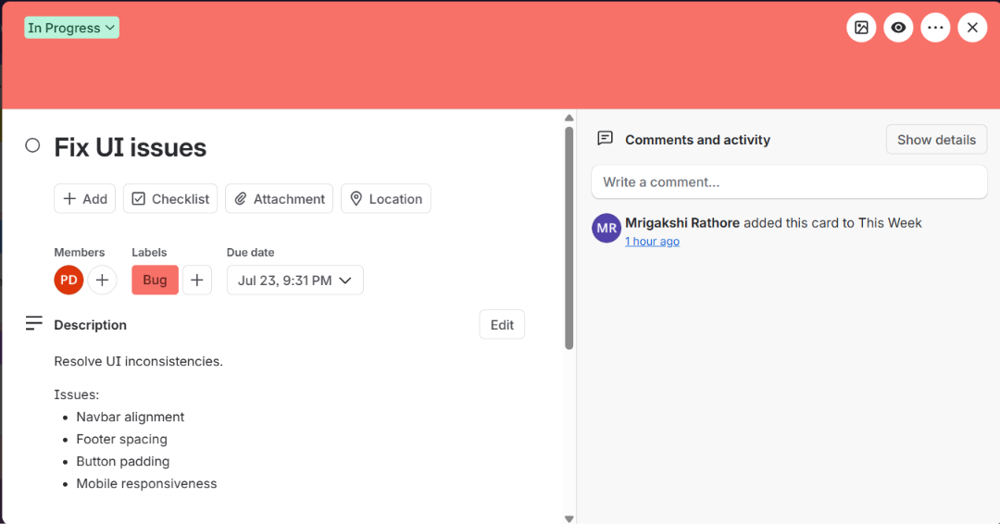 In Progress
Fix UI issues
Add Checklist Attachment Location
Members Labels Due date
PD Bug Jul 23, 9:31 PM
Description Edit
Resolve UI inconsistencies.
Issues:
• Navbar alignment
• Footer spacing
• Button padding
• Mobile responsiveness
Comments and activity Show details
Write a comment...
MR Mrigakshi Rathore added this card to This Week
1 hour ago